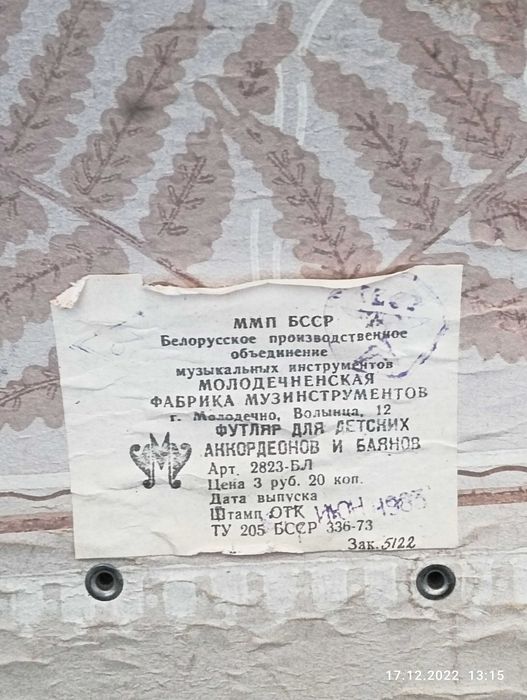 ММП БССР
Белорусское производственное
объединение
музыкальных инструментов
МОЛОДЕЧНЕНСКАЯ
ФАБРИКА МУЗИНСТРУМЕНТОВ
г. Молодечно, Волынца, 12
ФУТЛЯР ДЛЯ ДЕТСКИХ
АККОРДЕОНОВ И БАЯНОВ
Арт. 2823-БЛ
Цена 3 руб. 20 коп.
Дата выпуска
Штамп ОТК ИЮН 1983
ТУ 205 БССР 336-73
Зак. 5122
17.12.2022 13:15